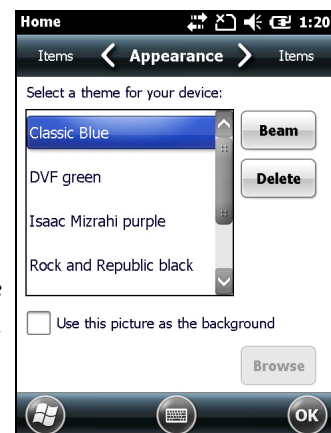 Home 1:20
Items Appearance Items
Select a theme for your device:
Classic Blue
Beam
DVF green
Delete
Isaac Mizrahi purple
Rock and Republic black
Use this picture as the background
Browse
OK